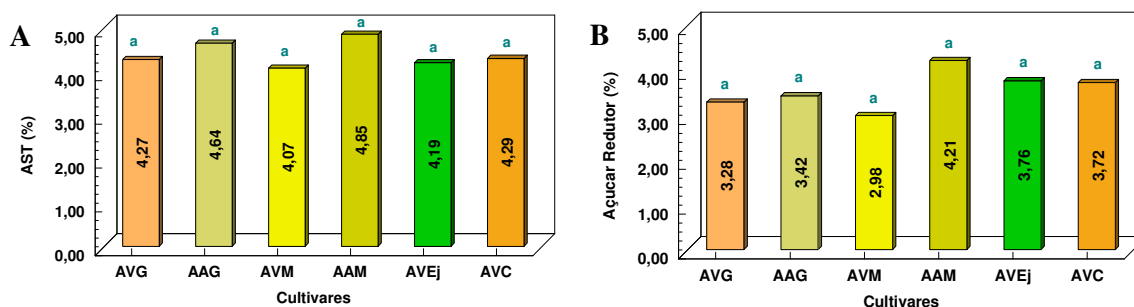 A
AST (%)
5,00
4,00
3,00
2,00
1,00
0,00
a
a
a
a
a
a
4,27
4,64
4,07
4,85
4,19
4,29
AVG AAG AVM AAM AVEj AVC
Cultivares
B
Açucar Redutor (%)
5,00
4,00
3,00
2,00
1,00
0,00
a
a
a
a
a
a
3,28
3,42
2,98
4,21
3,76
3,72
AVG AAG AVM AAM AVEj AVC
Cultivares